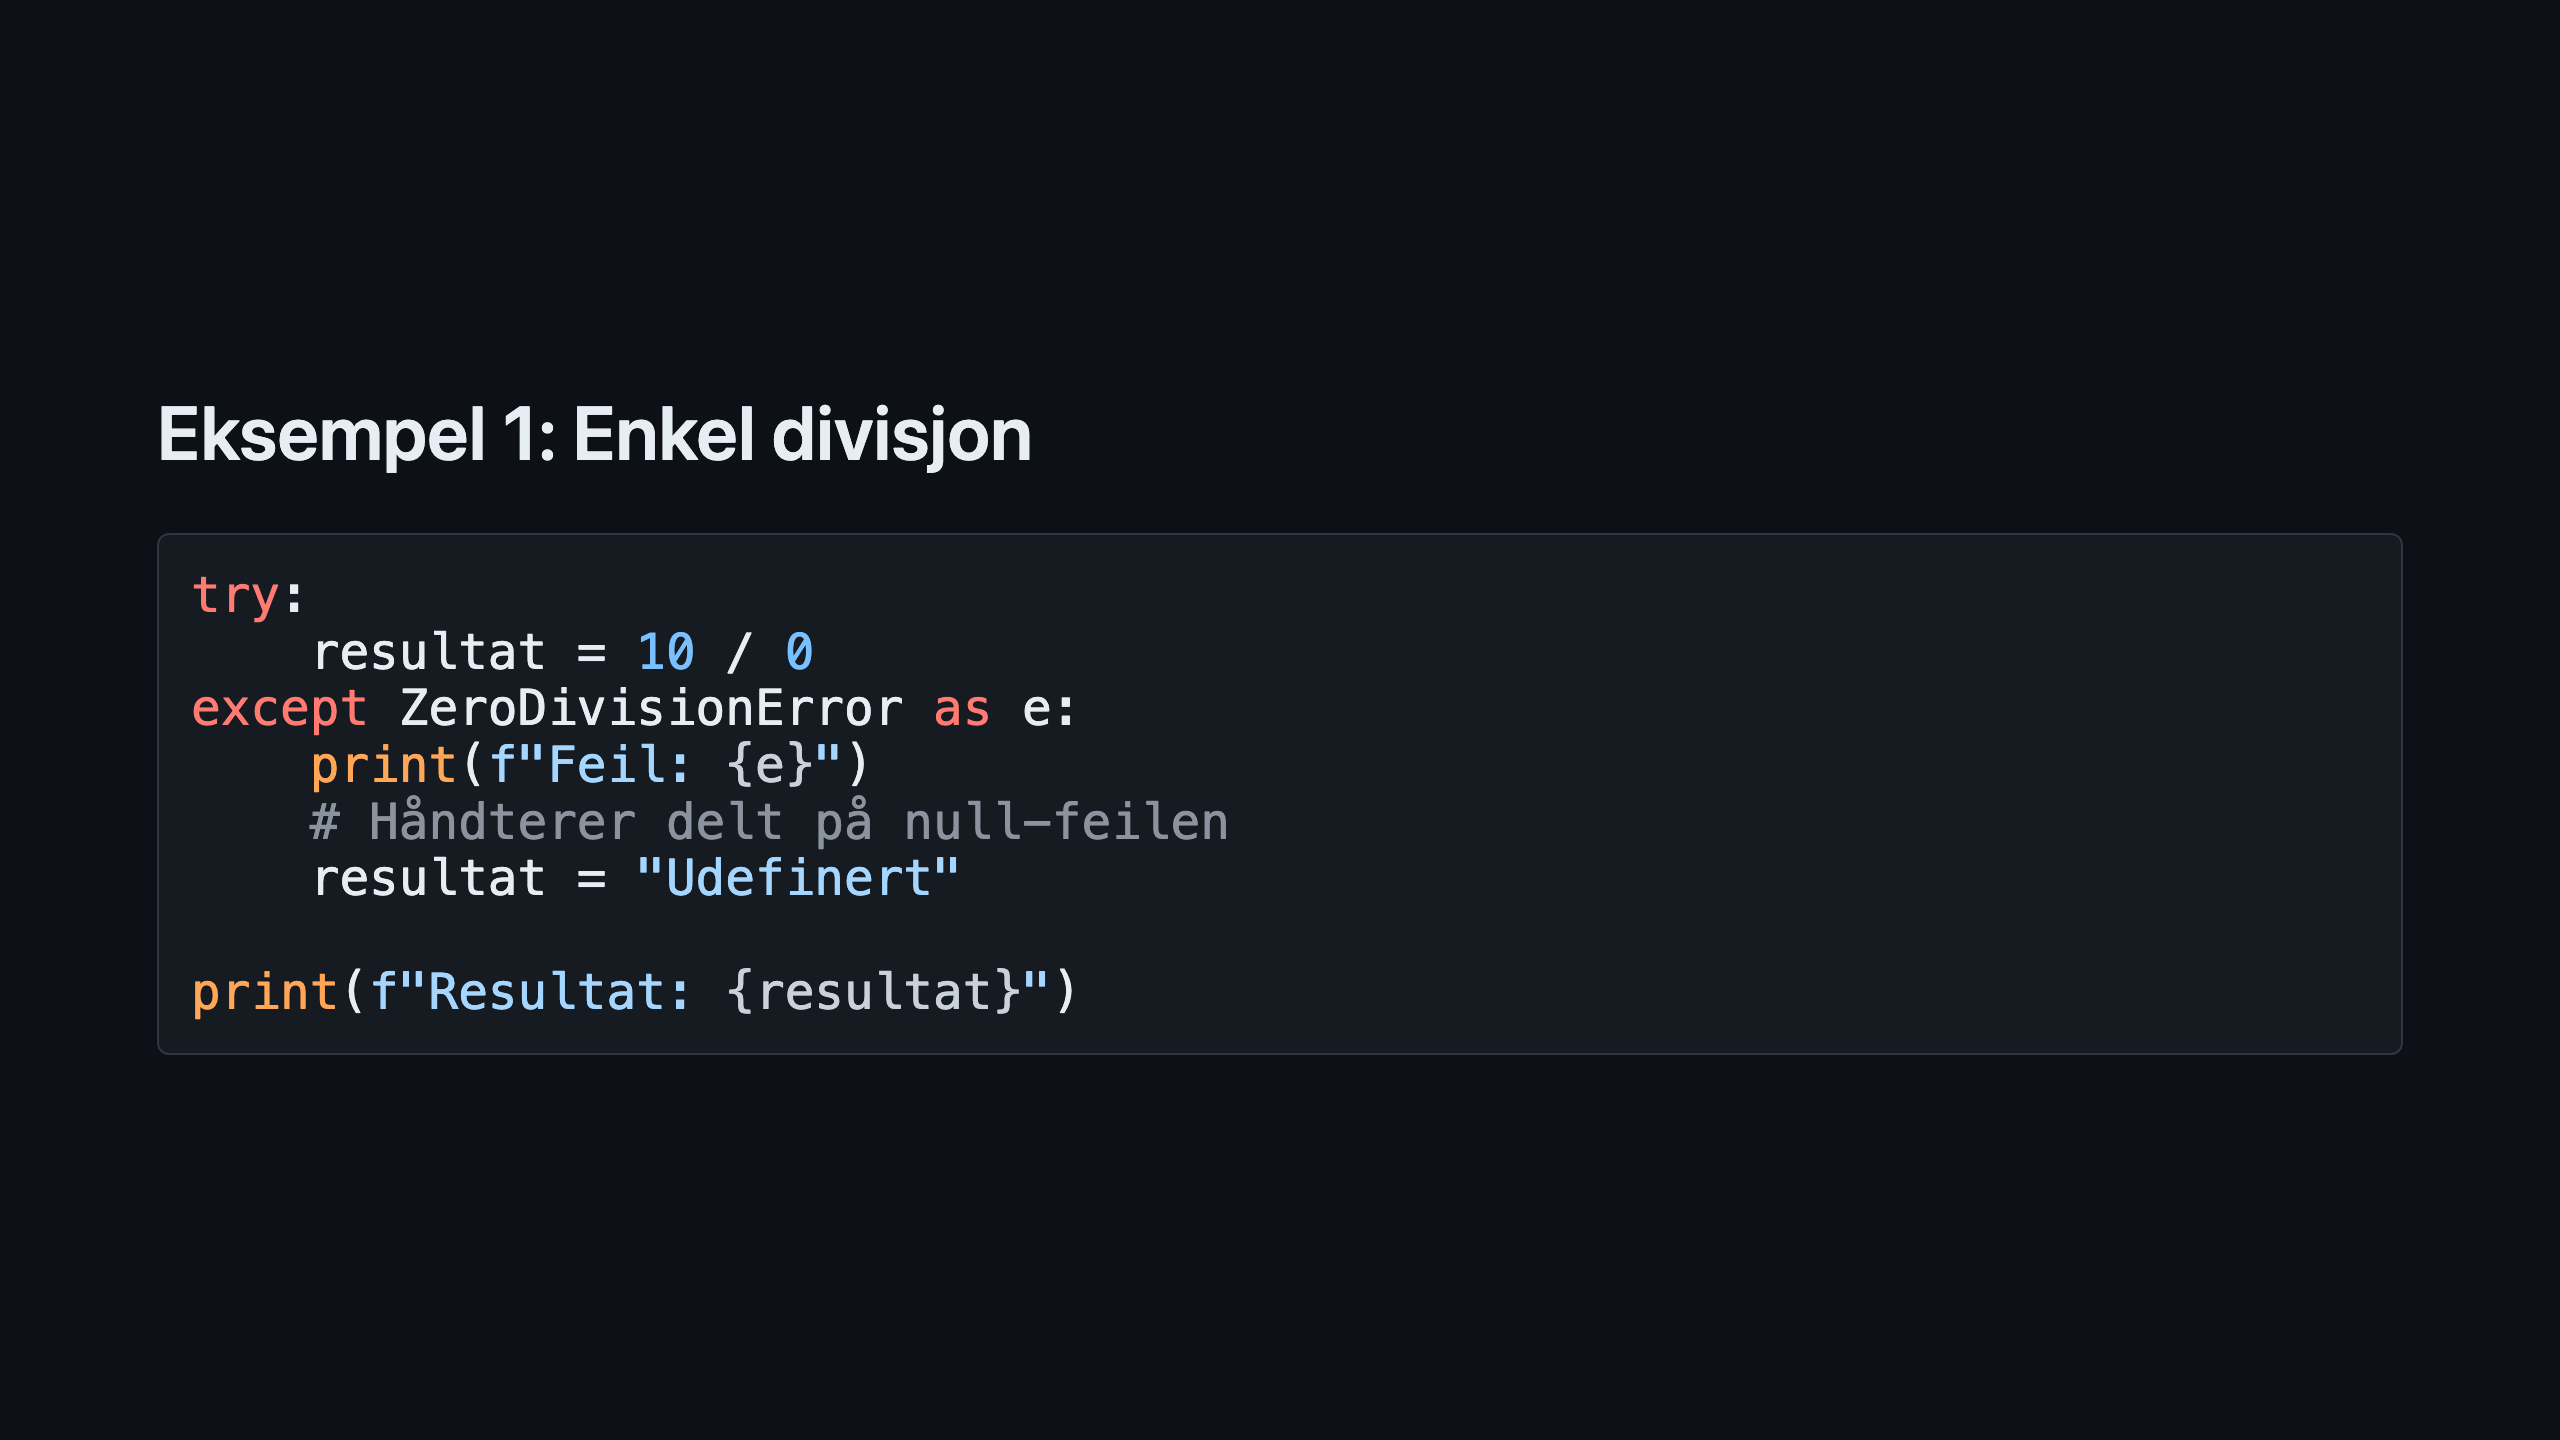 Eksempel 1: Enkel divisjon
try:
    resultat = 10 / 0
except ZeroDivisionError as e:
    print(f"Feil: {e}")
    # Håndterer delt på null-feilen
    resultat = "Udefinert"
print(f"Resultat: {resultat}")